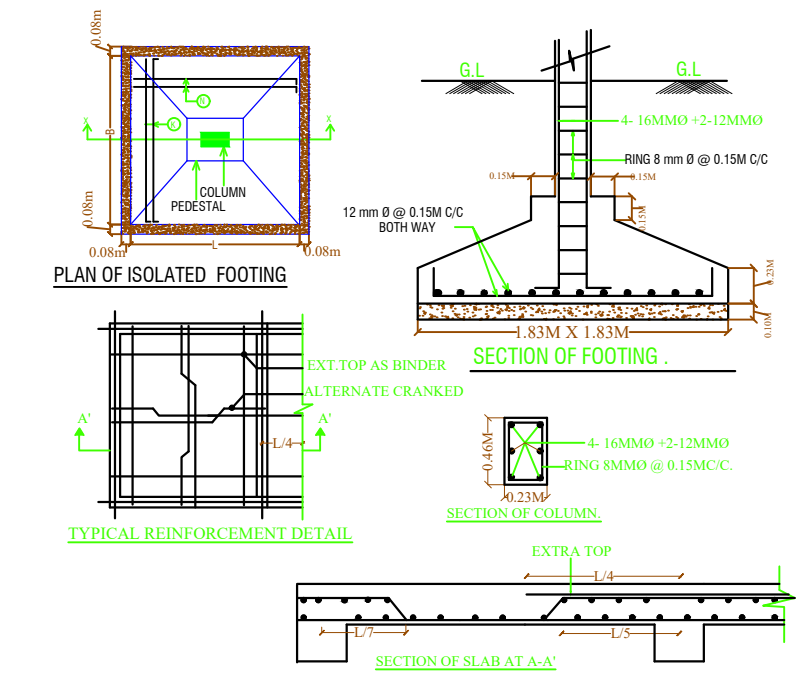 0.08m
B
0.08m
N
K
x
x
COLUMN
PEDESTAL
0.08m
L
0.08m
PLAN OF ISOLATED FOOTING
G.L
G.L
4- 16MMØ +2-12MMØ
RING 8 mm Ø @ 0.15M C/C
0.15M
0.15M
0.15M
12 mm Ø @ 0.15M C/C
BOTH WAY
0.23M
0.10M
1.83M X 1.83M
SECTION OF FOOTING .
EXT.TOP AS BINDER
ALTERNATE CRANKED
A'
A'
L/4
TYPICAL REINFORCEMENT DETAIL
0.46M
4- 16MMØ +2-12MMØ
RING 8MMØ @ 0.15MC/C.
0.23M
SECTION OF COLUMN.
EXTRA TOP
L/4
L/7
L/5
SECTION OF SLAB AT A-A'